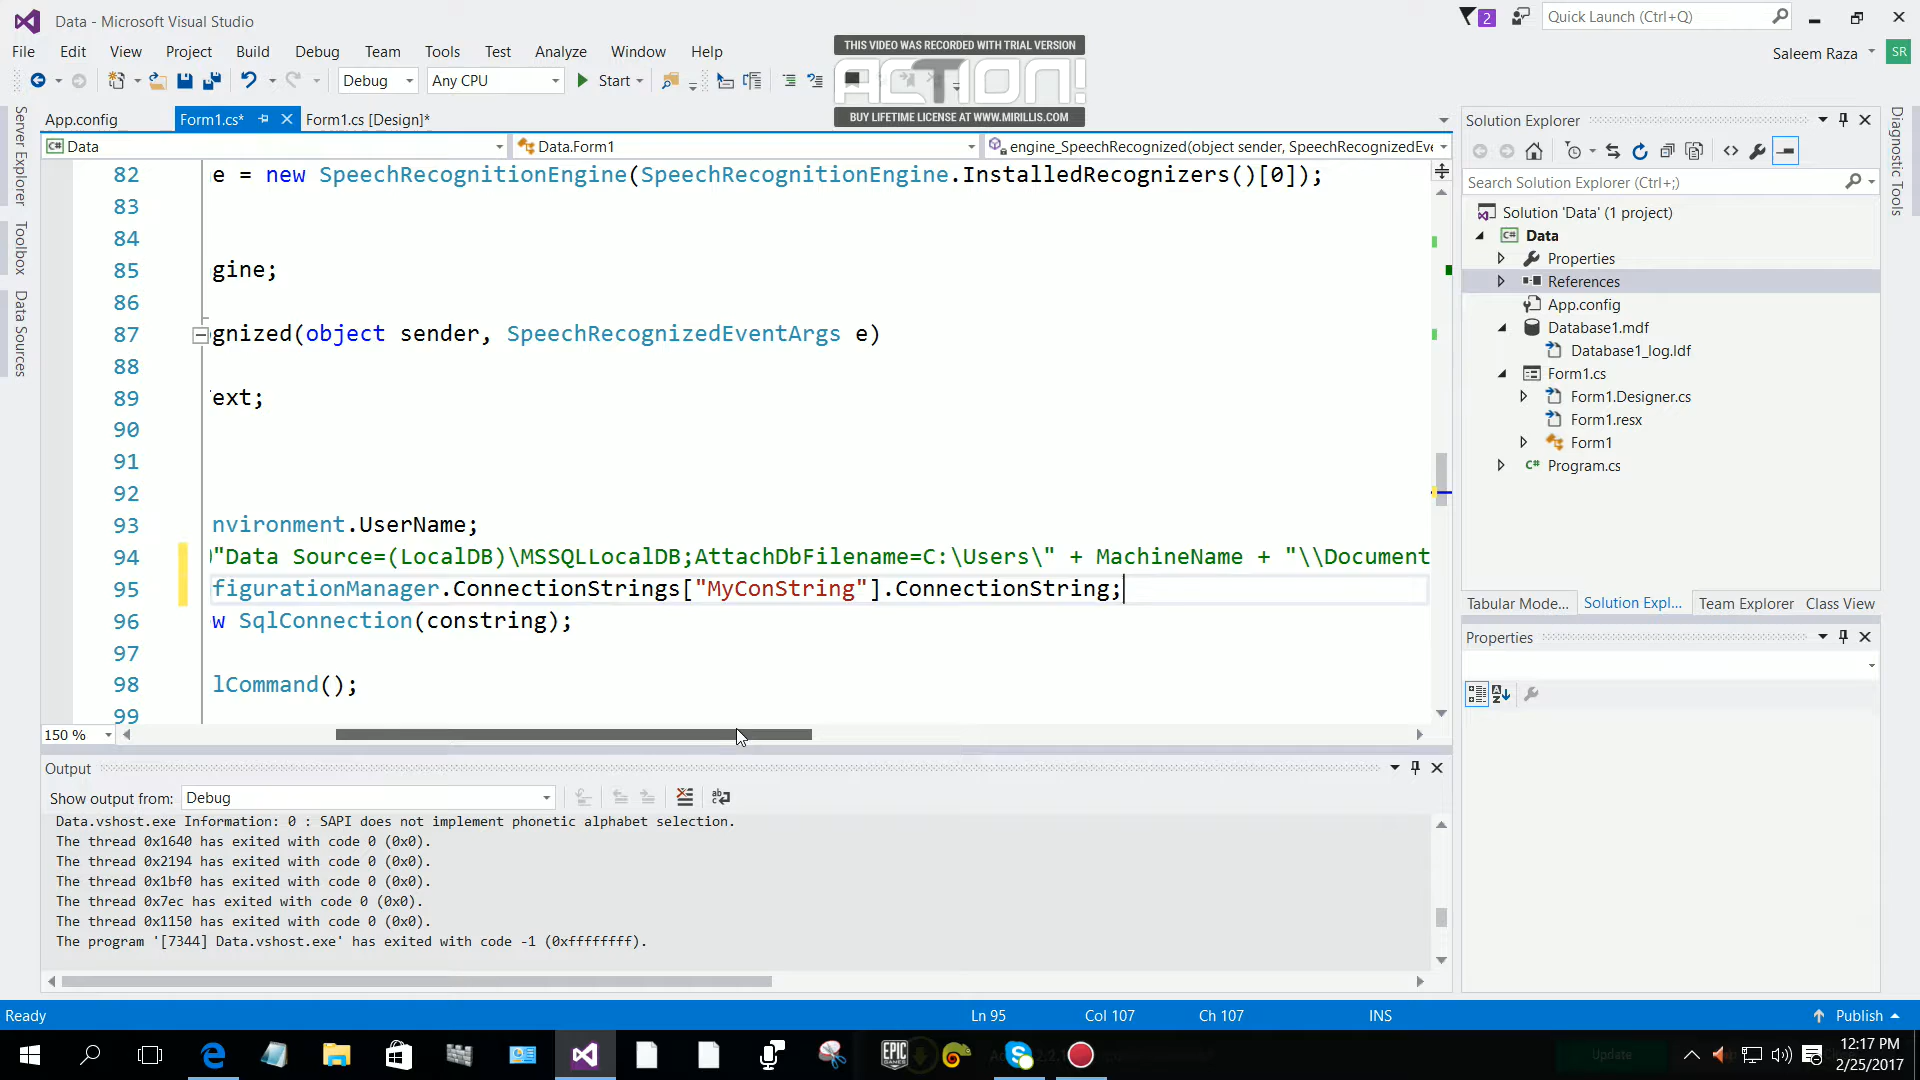 Data - Microsoft Visual Studio
2
Quick Launch (Ctrl+Q)
File Edit View Project Build Debug Team Tools Test Analyze Window Help
Saleem Raza
SR
Debug
Any CPU
Start
THIS VIDEO WAS RECORDED WITH TRIAL VERSION
ACTION!
BUY LIFETIME LICENSE AT WWW.MIRILLIS.COM
Server Explorer
Toolbox
Data Sources
App.config
Form1.cs*
Form1.cs [Design]*
Data
Data.Form1
engine_SpeechRecognized(object sender, SpeechRecognizedEve
82 e = new SpeechRecognitionEngine(SpeechRecognitionEngine.InstalledRecognizers()[0]);
83
84
85 gine;
86
87 gnized(object sender, SpeechRecognizedEventArgs e)
88
89 ext;
90
91
92
93 nvironment.UserName;
94 "Data Source=(LocalDB)\MSSQLLocalDB;AttachDbFilename=C:\Users\" + MachineName + "\\Document
95 figurationManager.ConnectionStrings["MyConString"].ConnectionString;
96 w SqlConnection(constring);
97
98 lCommand();
99
150 %
Output
Show output from: Debug
Data.vshost.exe Information: 0 : SAPI does not implement phonetic alphabet selection.
The thread 0x1640 has exited with code 0 (0x0).
The thread 0x2194 has exited with code 0 (0x0).
The thread 0x1bf0 has exited with code 0 (0x0).
The thread 0x7ec has exited with code 0 (0x0).
The thread 0x1150 has exited with code 0 (0x0).
The program '[7344] Data.vshost.exe' has exited with code -1 (0xffffffff).
Solution Explorer
Search Solution Explorer (Ctrl+;)
Solution 'Data' (1 project)
Data
Properties
References
App.config
Database1.mdf
Database1_log.ldf
Form1.cs
Form1.Designer.cs
Form1.resx
Form1
Program.cs
Tabular Mode... Solution Expl... Team Explorer Class View
Properties
Diagnostic Tools
Ready
Ln 95
Col 107
Ch 107
INS
Publish
EPIC GAMES
Update
12:17 PM
2/25/2017